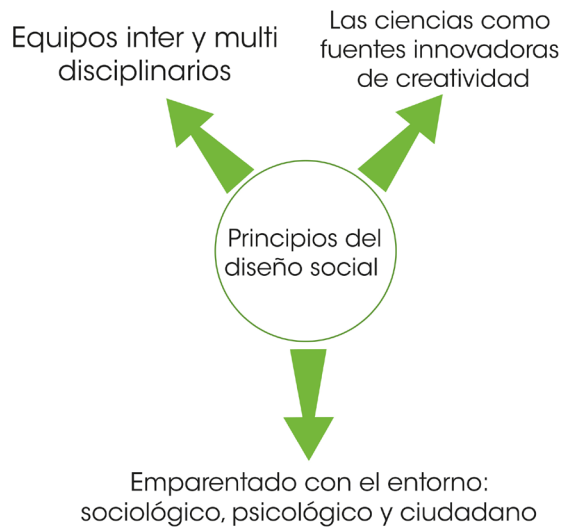 Equipos inter y multi
disciplinarios
Las ciencias como
fuentes innovadoras
de creatividad
Principios del
diseño social
Emparentado con el entorno:
sociológico, psicológico y ciudadano